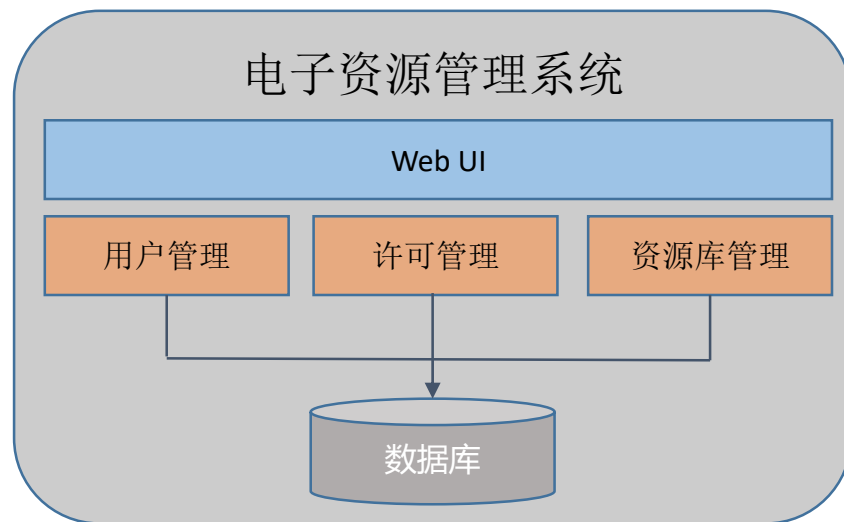 电子资源管理系统
Web UI
用户管理
许可管理
资源库管理
数据库